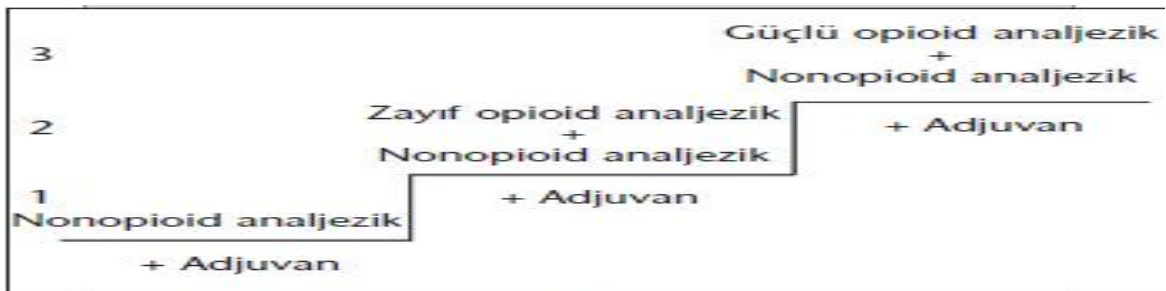 3
Güçlü opioid analjezik
+
Nonopioid analjezik
+ Adjuvan
2
Zayıf opioid analjezik
+
Nonopioid analjezik
+ Adjuvan
1
Nonopioid analjezik
+ Adjuvan